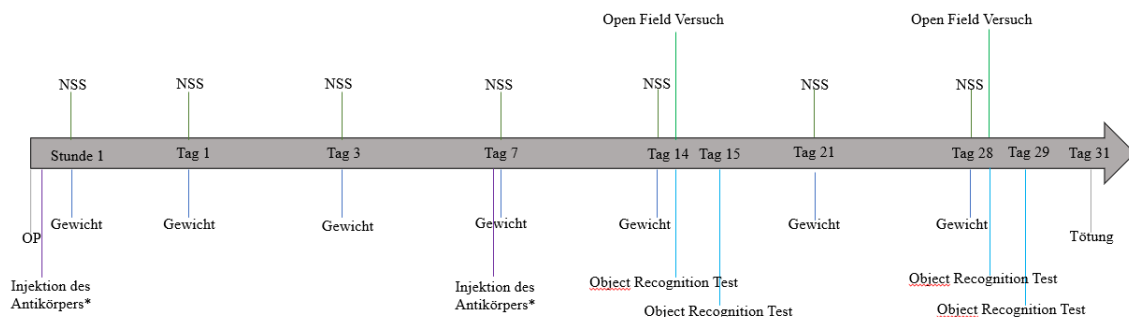 Open Field Versuch
Open Field Versuch
NSS
NSS
NSS
NSS
NSS
NSS
NSS
Stunde 1
Tag 1
Tag 3
Tag 7
Tag 14
Tag 15
Tag 21
Tag 28
Tag 29
Tag 31
Gewicht
Gewicht
Gewicht
Gewicht
Gewicht
Gewicht
Gewicht
OP
Tötung
Injektion des
Antikörpers*
Injektion des
Antikörpers*
Object Recognition Test
Object Recognition Test
Object Recognition Test
Object Recognition Test